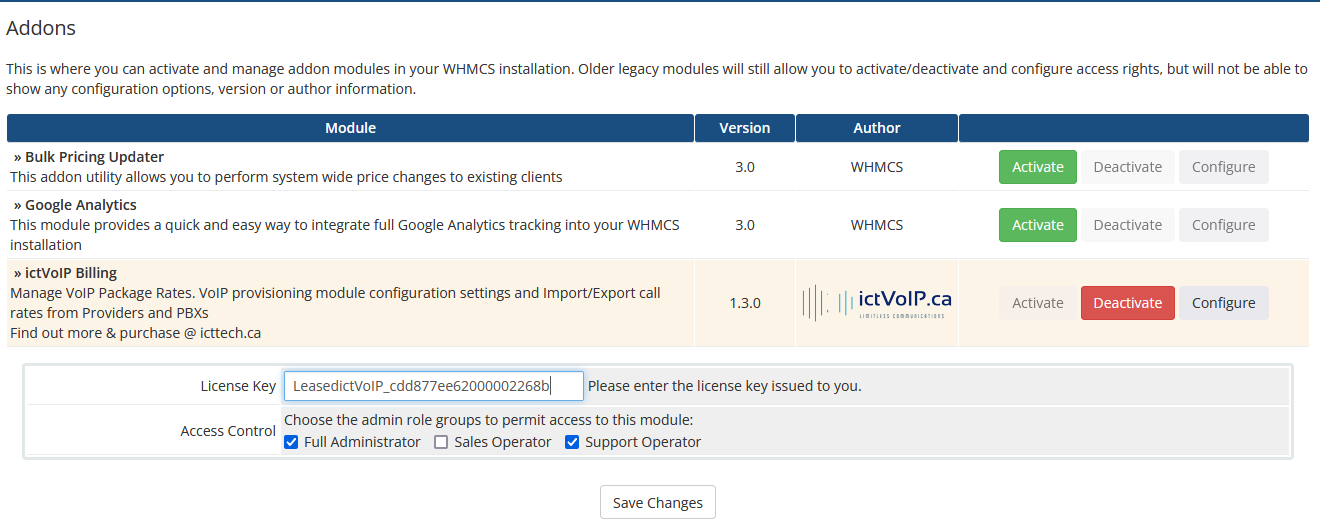 Addons
This is where you can activate and manage addon modules in your WHMCS installation. Older legacy modules will still allow you to activate/deactivate and configure access rights, but will not be able to
show any configuration options, version or author information.
Module Version Author
» Bulk Pricing Updater
This addon utility allows you to perform system wide price changes to existing clients
3.0 WHMCS Activate Deactivate Configure
» Google Analytics
This module provides a quick and easy way to integrate full Google Analytics tracking into your WHMCS
installation
3.0 WHMCS Activate Deactivate Configure
» ictVoIP Billing
Manage VoIP Package Rates. VoIP provisioning module configuration settings and Import/Export call
rates from Providers and PBXs
Find out more & purchase @ icttech.ca
1.3.0
ictVoIP.ca
LIMITLESS COMMUNICATIONS
Activate Deactivate Configure
License Key LeasedictVoIP_cdd877ee62000002268b Please enter the license key issued to you.
Access Control
Choose the admin role groups to permit access to this module:
Full Administrator Sales Operator Support Operator
Save Changes